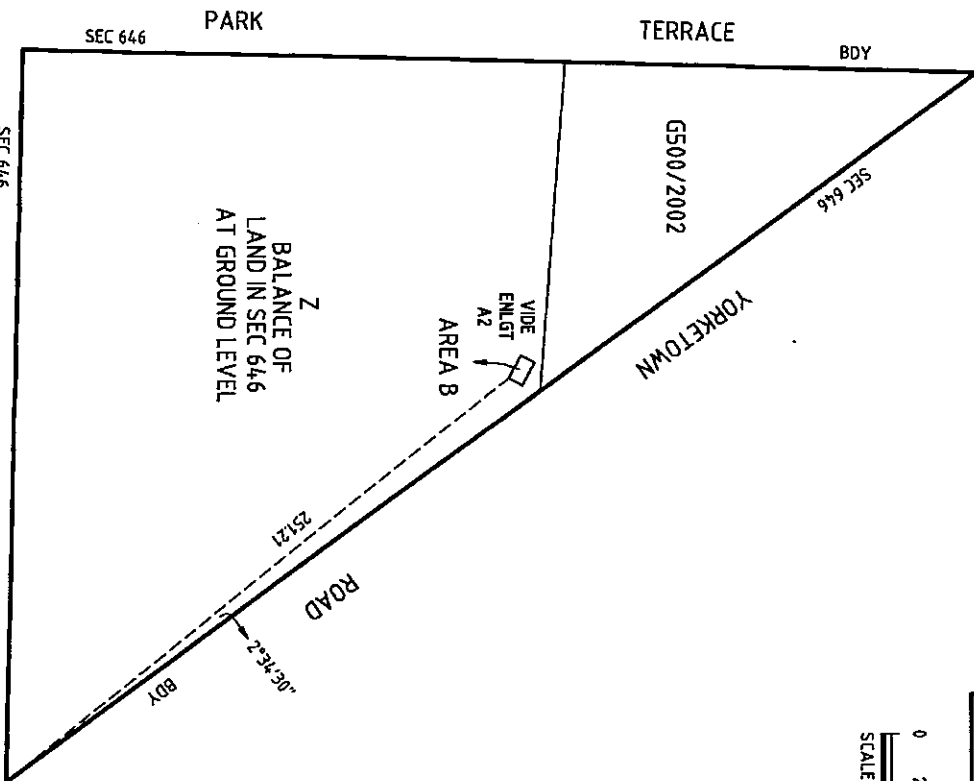 PARK
TERRACE
SEC 646
BDY
SEC 646
G500/2002
SEC 646
YORKETOWN
VIDE
ENLGT
A2
AREA B
Z
BALANCE OF
LAND IN SEC 646
AT GROUND LEVEL
251.21
ROAD
2°34'30"
BDY
0
SCALE